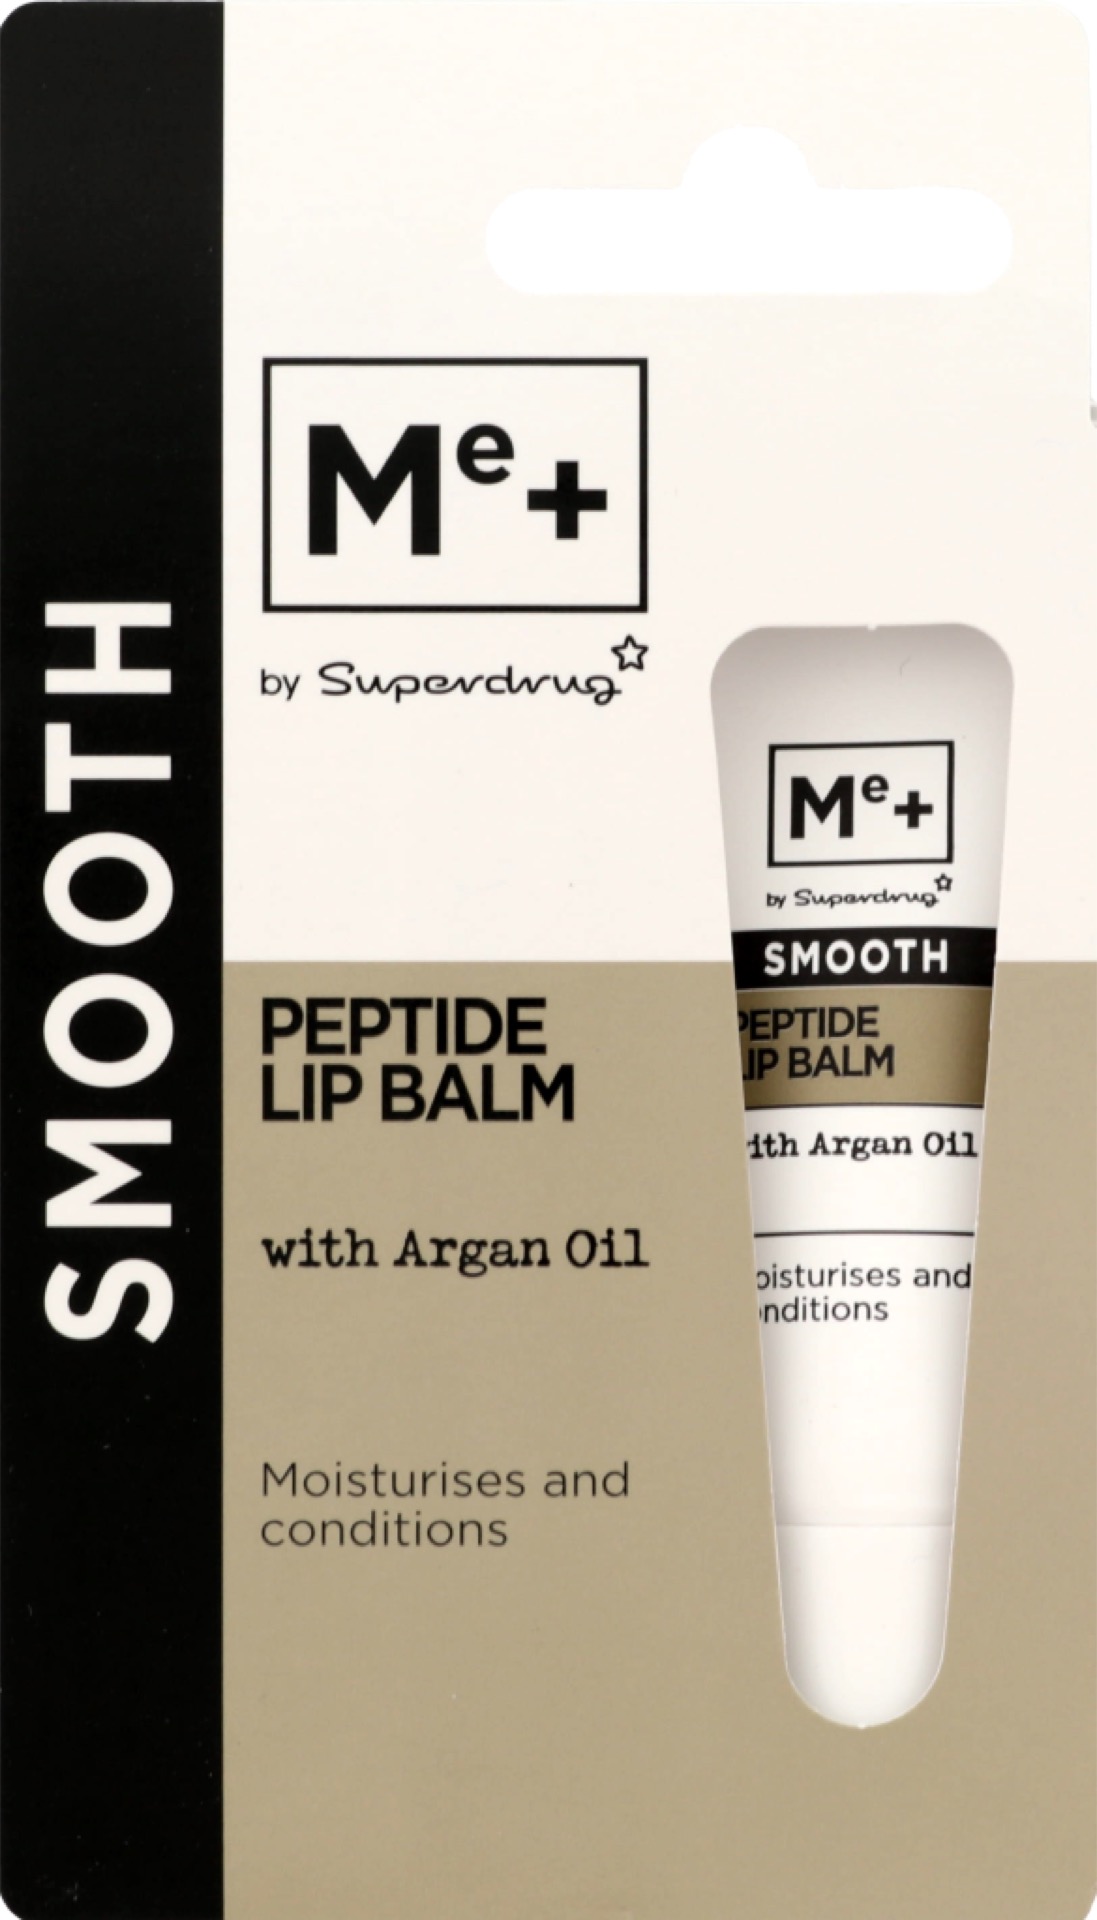 SMOOTH
Me+
by Superdrug
PEPTIDE
LIP BALM
with Argan Oil
Moisturises and
conditions
Me+
by Superdrug
SMOOTH
PEPTIDE
LIP BALM
ith Argan Oil
oisturises and
nditions